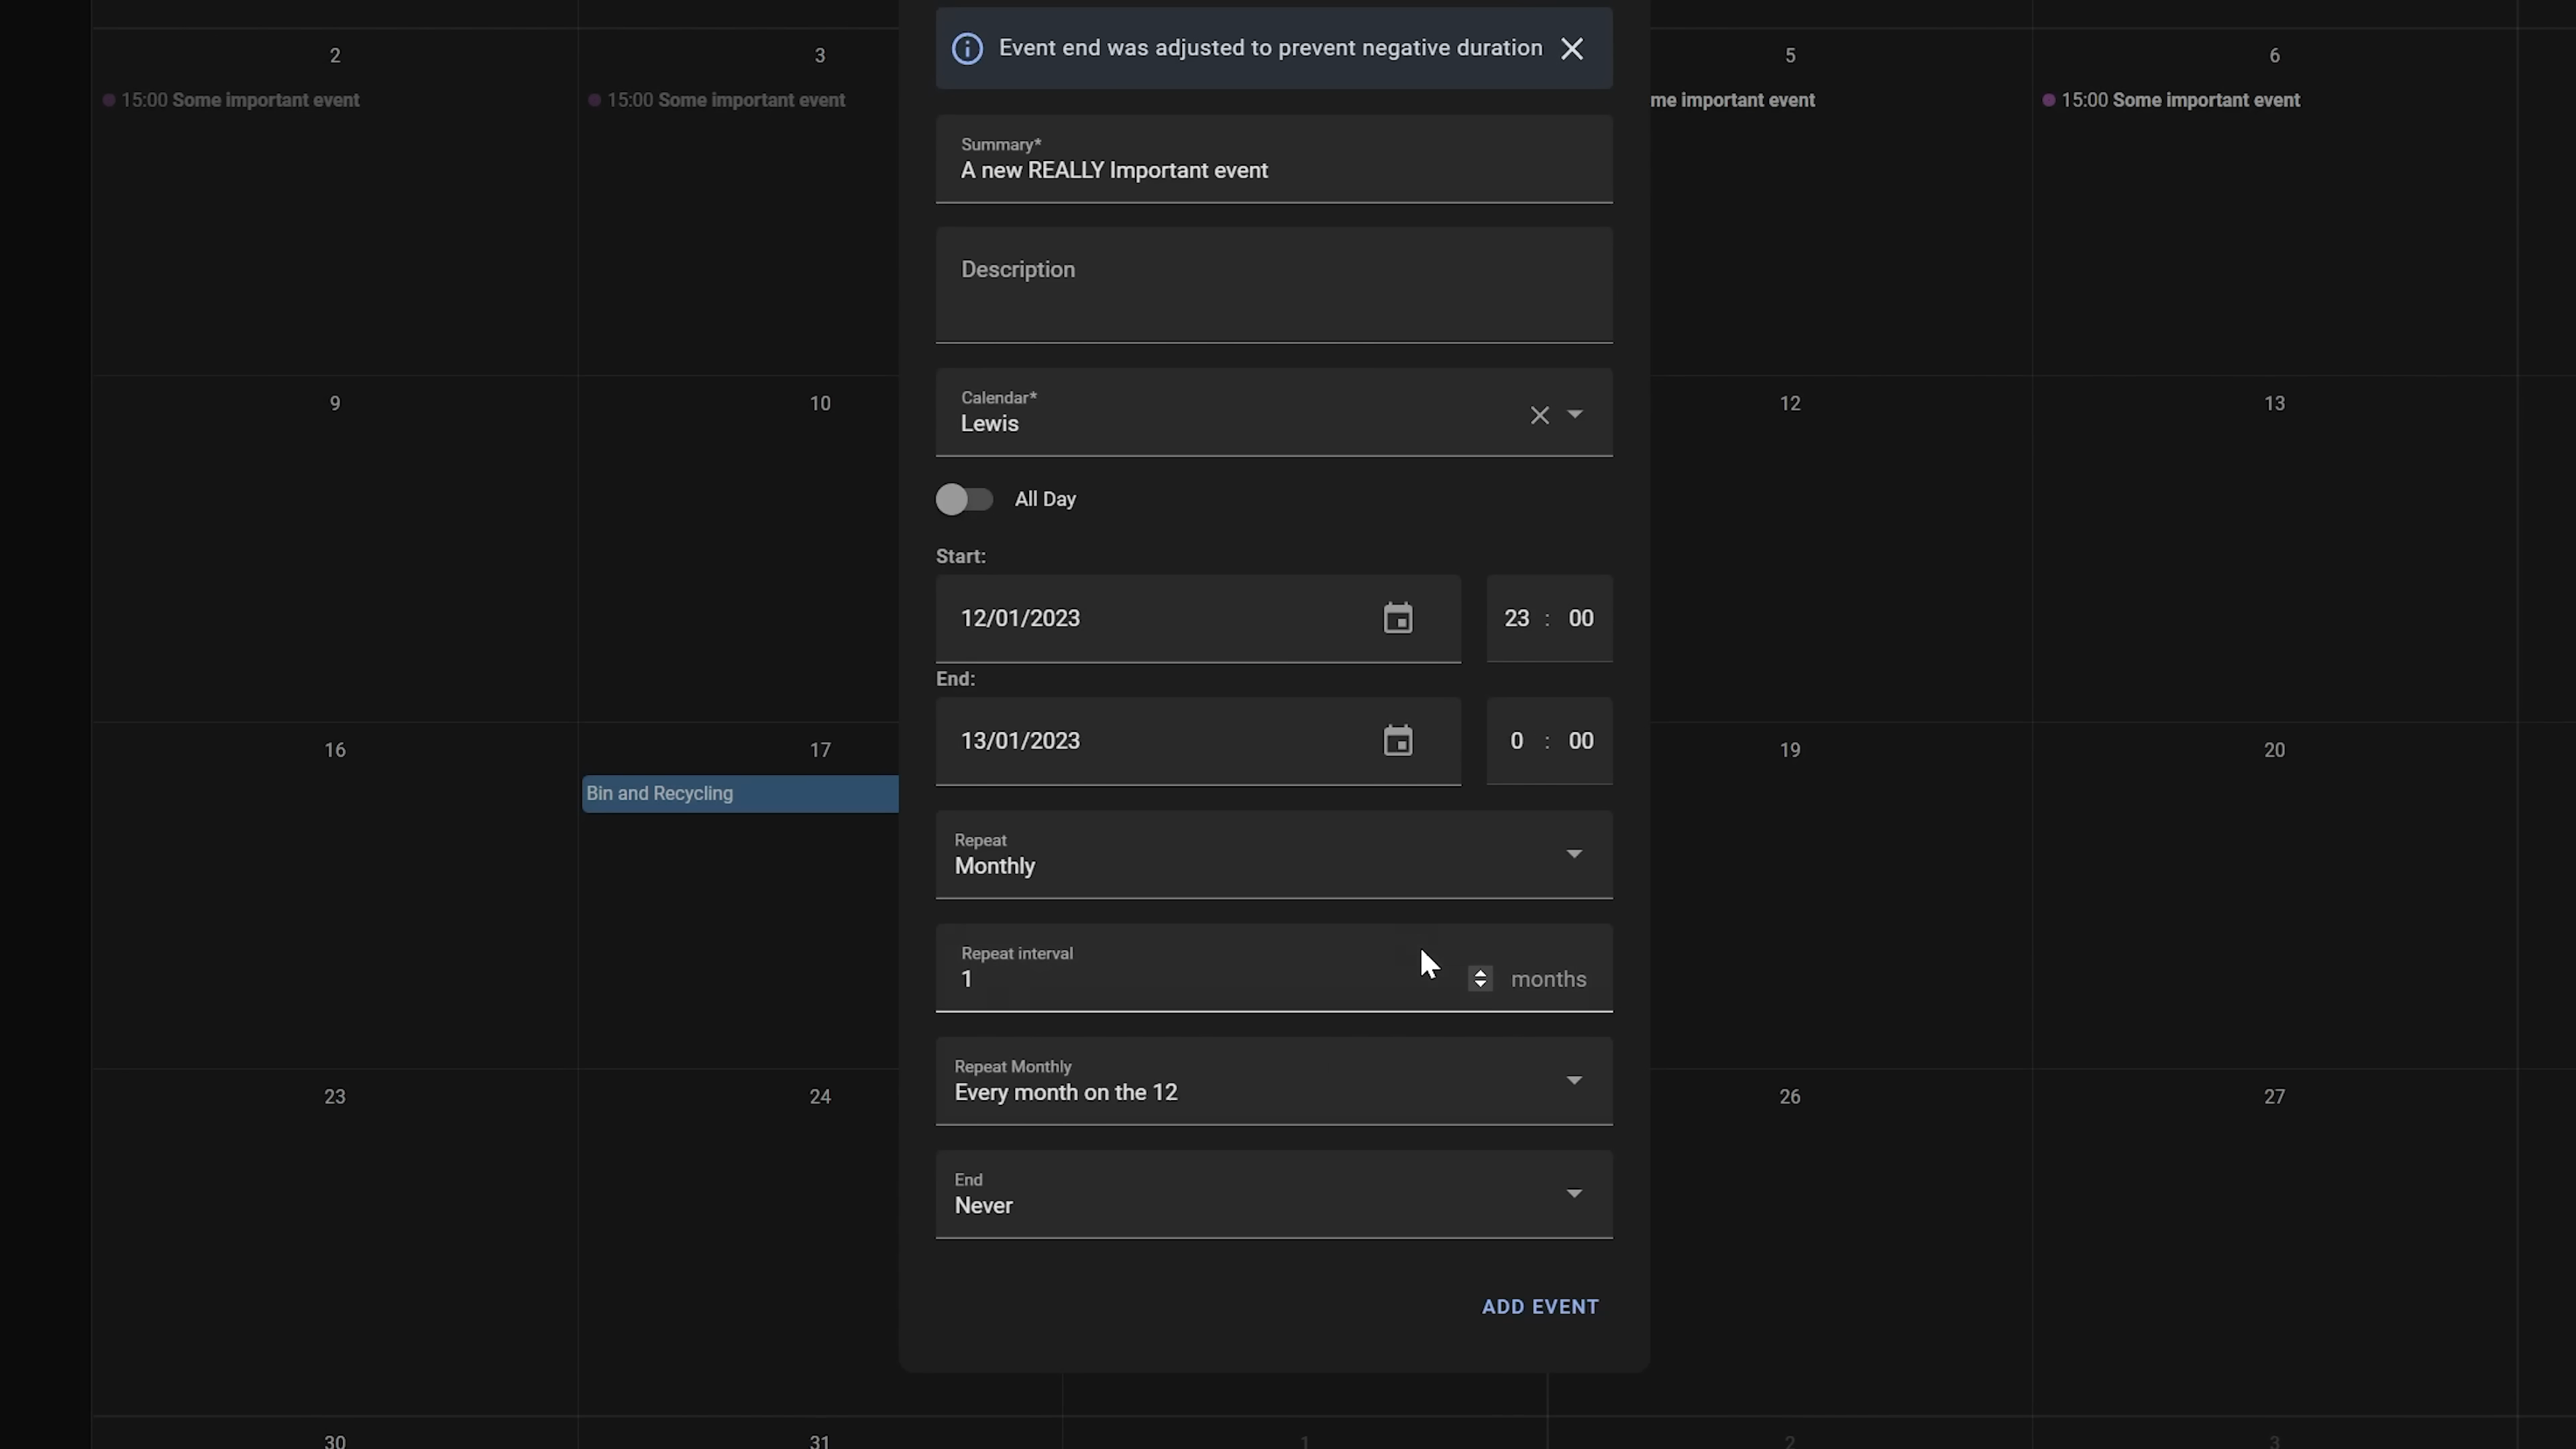 Event end was adjusted to prevent negative duration
2
3
5
6
15:00 Some important event
15:00 Some important event
me important event
15:00 Some important event
Summary*
A new REALLY Important event
Description
Calendar*
Lewis
9
10
12
13
All Day
Start:
12/01/2023
23 : 00
End:
13/01/2023
0 : 00
16
17
19
20
Bin and Recycling
Repeat
Monthly
Repeat interval
1
months
Repeat Monthly
Every month on the 12
23
24
26
27
End
Never
ADD EVENT
30
31
1
2
3